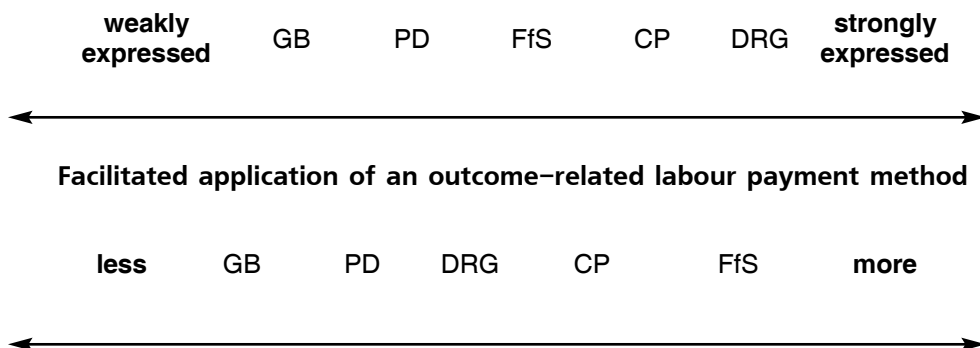 weakly expressed GB PD FfS CP DRG strongly expressed
Facilitated application of an outcome–related labour payment method
less GB PD DRG CP FfS more